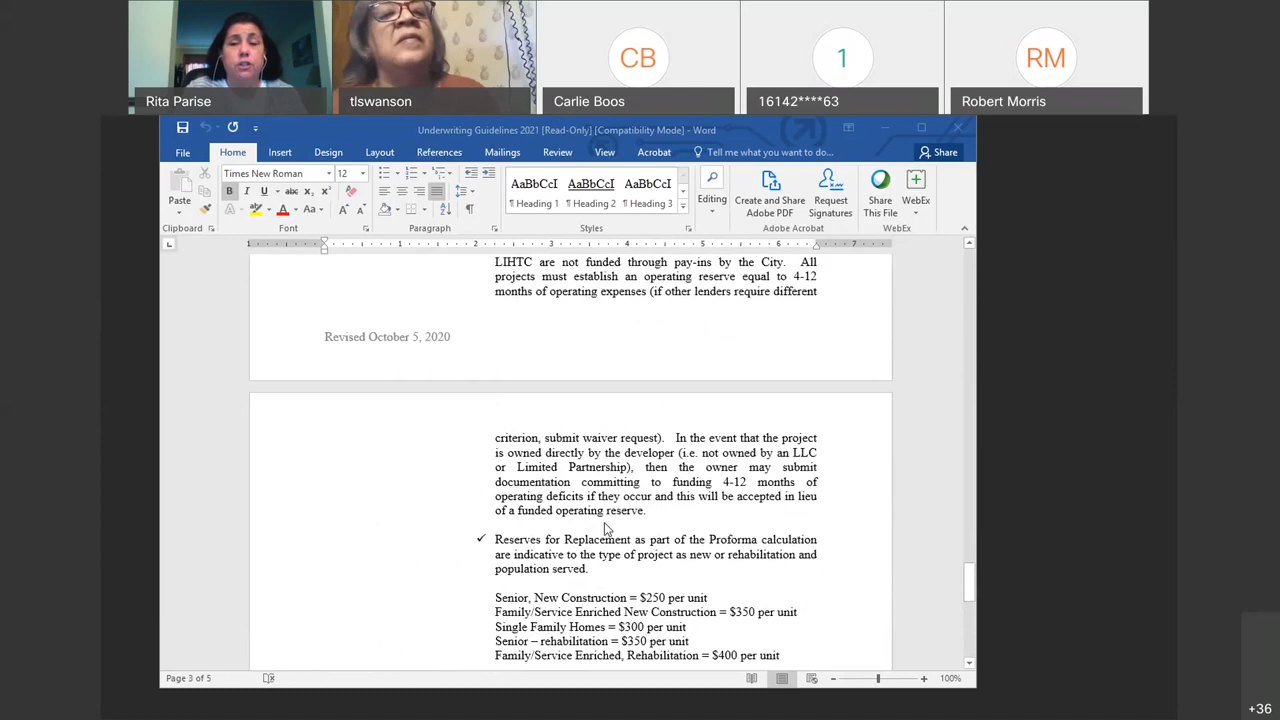 CB
1
RM
Rita Parise
tlswanson
Carlie Boos
16142****63
Robert Morris
Underwriting Guidelines 2021 [Read-Only] [Compatibility Mode] - Word
File Home Insert Design Layout References Mailings Review View Acrobat Tell me what you want to do... Share
Times New Roman 12
AaBbCcI AaBbCcI AaBbCcI
¶ Heading 1 ¶ Heading 2 ¶ Heading 3
Paste
Editing
Create and Share Adobe PDF
Request Signatures
Share This File
WebEx
Clipboard Font Paragraph Styles Adobe Acrobat WebEx
1 1 2 3 4 5 6 7
LIHTC are not funded through pay-ins by the City. All
projects must establish an operating reserve equal to 4-12
months of operating expenses (if other lenders require different
Revised October 5, 2020
criterion, submit waiver request). In the event that the project
is owned directly by the developer (i.e. not owned by an LLC
or Limited Partnership), then the owner may submit
documentation committing to funding 4-12 months of
operating deficits if they occur and this will be accepted in lieu
of a funded operating reserve.
✓ Reserves for Replacement as part of the Proforma calculation
are indicative to the type of project as new or rehabilitation and
population served.
Senior, New Construction = $250 per unit
Family/Service Enriched New Construction = $350 per unit
Single Family Homes = $300 per unit
Senior – rehabilitation = $350 per unit
Family/Service Enriched, Rehabilitation = $400 per unit
Page 3 of 5
100%
+36